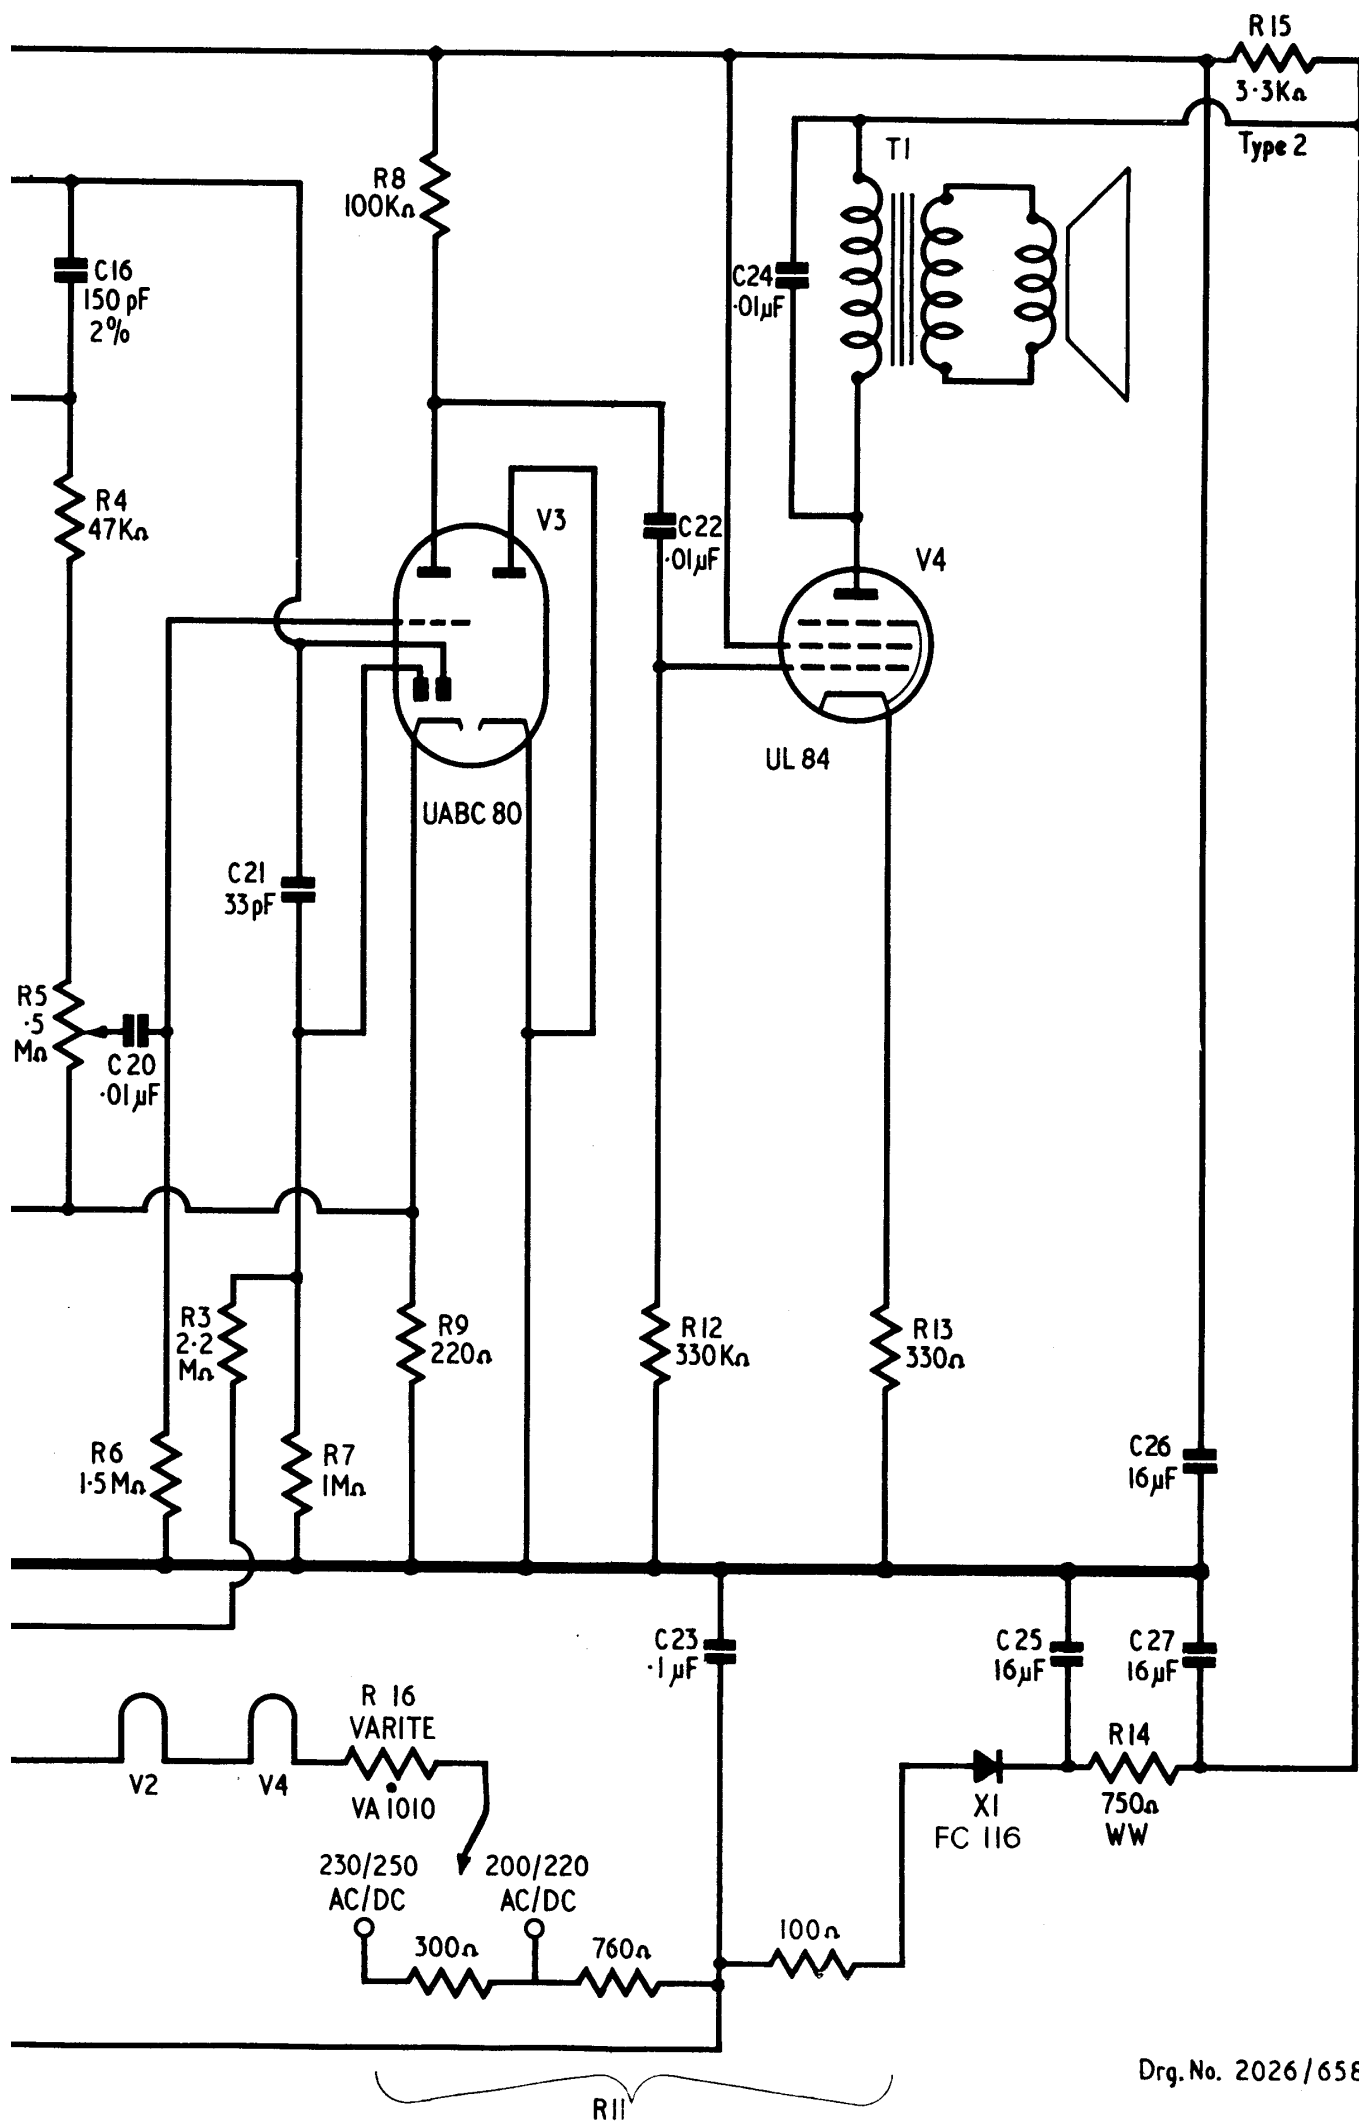 R15
3·3KΩ
Type 2
T1
R8
100KΩ
C16
150 pF
2%
C24
·01µF
R4
47KΩ
V3
C22
·01µF
V4
UL 84
UABC 80
C21
33pF
R5
·5
MΩ
C20
·01µF
R3
2·2
MΩ
R9
220Ω
R12
330KΩ
R13
330Ω
R6
1·5MΩ
R7
1MΩ
C26
16µF
C23
·1µF
C25
16µF
C27
16µF
R 16
VARITE
V2
V4
VA 1010
R14
750Ω
WW
X1
FC 116
230/250
AC/DC
200/220
AC/DC
300Ω
760Ω
100Ω
R11
Drg. No. 2026/658